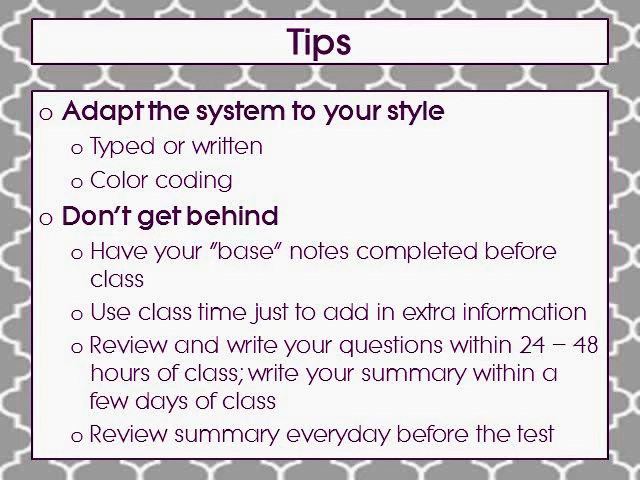 Tips
o Adapt the system to your style
o Typed or written
o Color coding
o Don't get behind
o Have your "base" notes completed before
class
o Use class time just to add in extra information
o Review and write your questions within 24 – 48
hours of class; write your summary within a
few days of class
o Review summary everyday before the test